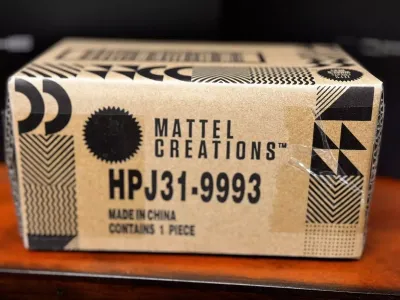 MATTEL
CREATIONS™
HPJ31-9993
MADE IN CHINA
CONTAINS 1 PIECE